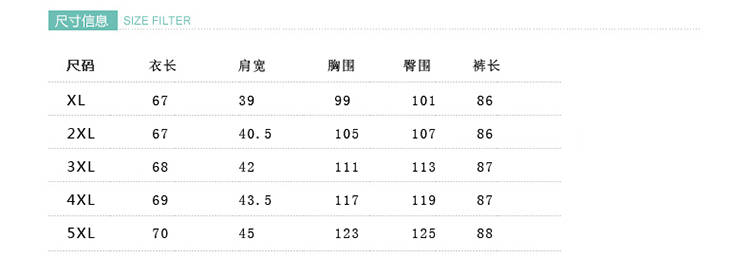 尺寸信息 SIZE FILTER
尺码 衣长 肩宽 胸围 臀围 裤长
XL 67 39 99 101 86
2XL 67 40.5 105 107 86
3XL 68 42 111 113 87
4XL 69 43.5 117 119 87
5XL 70 45 123 125 88